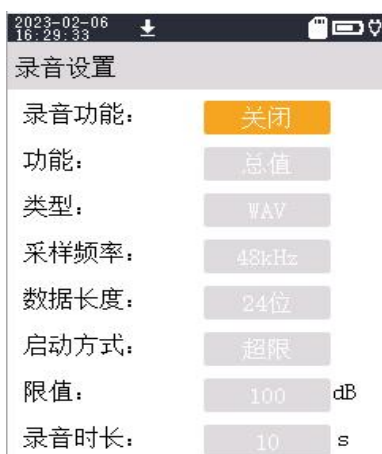 2023-02-06
16:29:33
录音设置
录音功能： 关闭
功能： 总值
类型： WAV
采样频率： 48kHz
数据长度： 24位
启动方式： 超限
限值： 100 dB
录音时长： 10 s